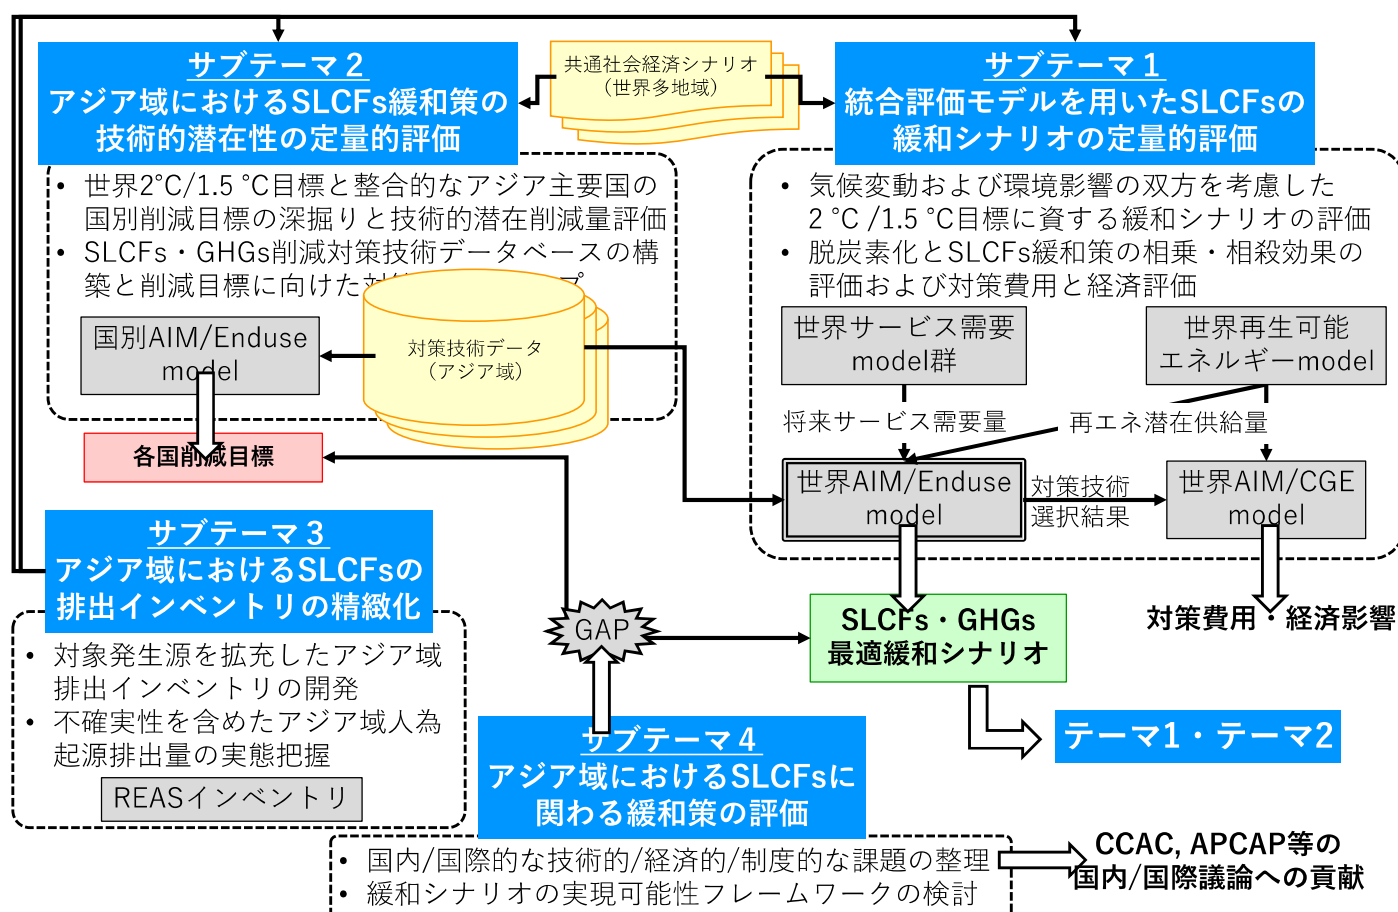 サブテーマ２
アジア域におけるSLCFs緩和策の
技術的潜在性の定量的評価
共通社会経済シナリオ
（世界多地域）
サブテーマ１
統合評価モデルを用いたSLCFsの
緩和シナリオの定量的評価
• 世界2°C/1.5 °C目標と整合的なアジア主要国の
国別削減目標の深掘りと技術的潜在削減量評価
• SLCFs・GHGs削減対策技術データベースの構
築と削減目標に向けた対
プ
国別AIM/Enduse
model
対策技術データ
（アジア域）
各国削減目標
• 気候変動および環境影響の双方を考慮した
2 °C /1.5 °C目標に資する緩和シナリオの評価
• 脱炭素化とSLCFs緩和策の相乗・相殺効果の
評価および対策費用と経済評価
世界サービス需要
model群
世界再生可能
エネルギーmodel
将来サービス需要量
再エネ潜在供給量
世界AIM/Enduse
model
対策技術
選択結果
世界AIM/CGE
model
サブテーマ３
アジア域におけるSLCFsの
排出インベントリの精緻化
• 対象発生源を拡充したアジア域
排出インベントリの開発
• 不確実性を含めたアジア域人為
起源排出量の実態把握
REASインベントリ
GAP
SLCFs・GHGs
最適緩和シナリオ
対策費用・経済影響
テーマ1・テーマ2
サブテーマ４
アジア域におけるSLCFsに
関わる緩和策の評価
• 国内/国際的な技術的/経済的/制度的な課題の整理
• 緩和シナリオの実現可能性フレームワークの検討
CCAC, APCAP等の
国内/国際議論への貢献